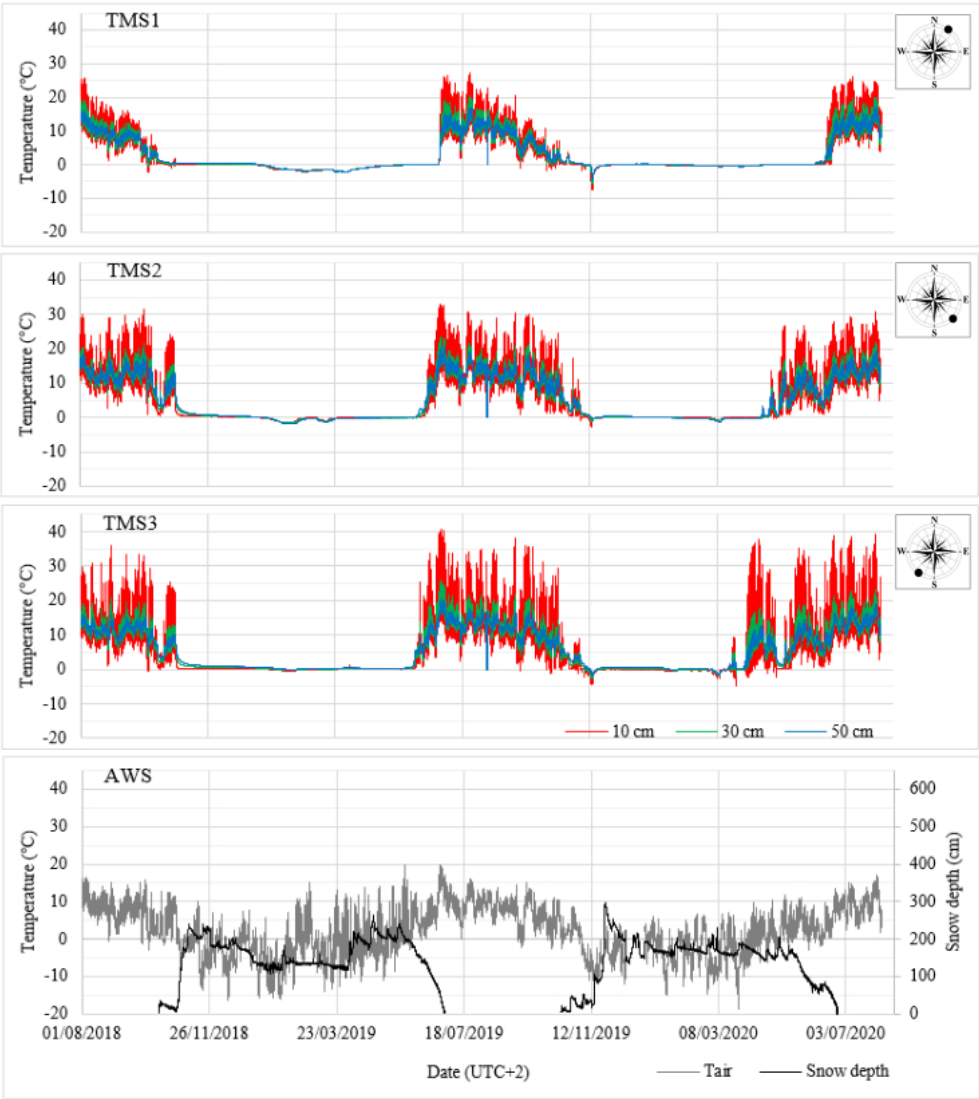 TMS1
40
30
20
10
0
-10
-20
Temperature (°C)
N
W E
S
TMS2
40
30
20
10
0
-10
-20
Temperature (°C)
N
W E
S
TMS3
40
30
20
10
0
-10
-20
Temperature (°C)
N
W E
S
10 cm 30 cm 50 cm
AWS
40
30
20
10
0
-10
-20
Temperature (°C)
600
500
400
300
200
100
0
Snow depth (cm)
01/08/2018 26/11/2018 23/03/2019 18/07/2019 12/11/2019 08/03/2020 03/07/2020
Date (UTC+2)
Tair Snow depth